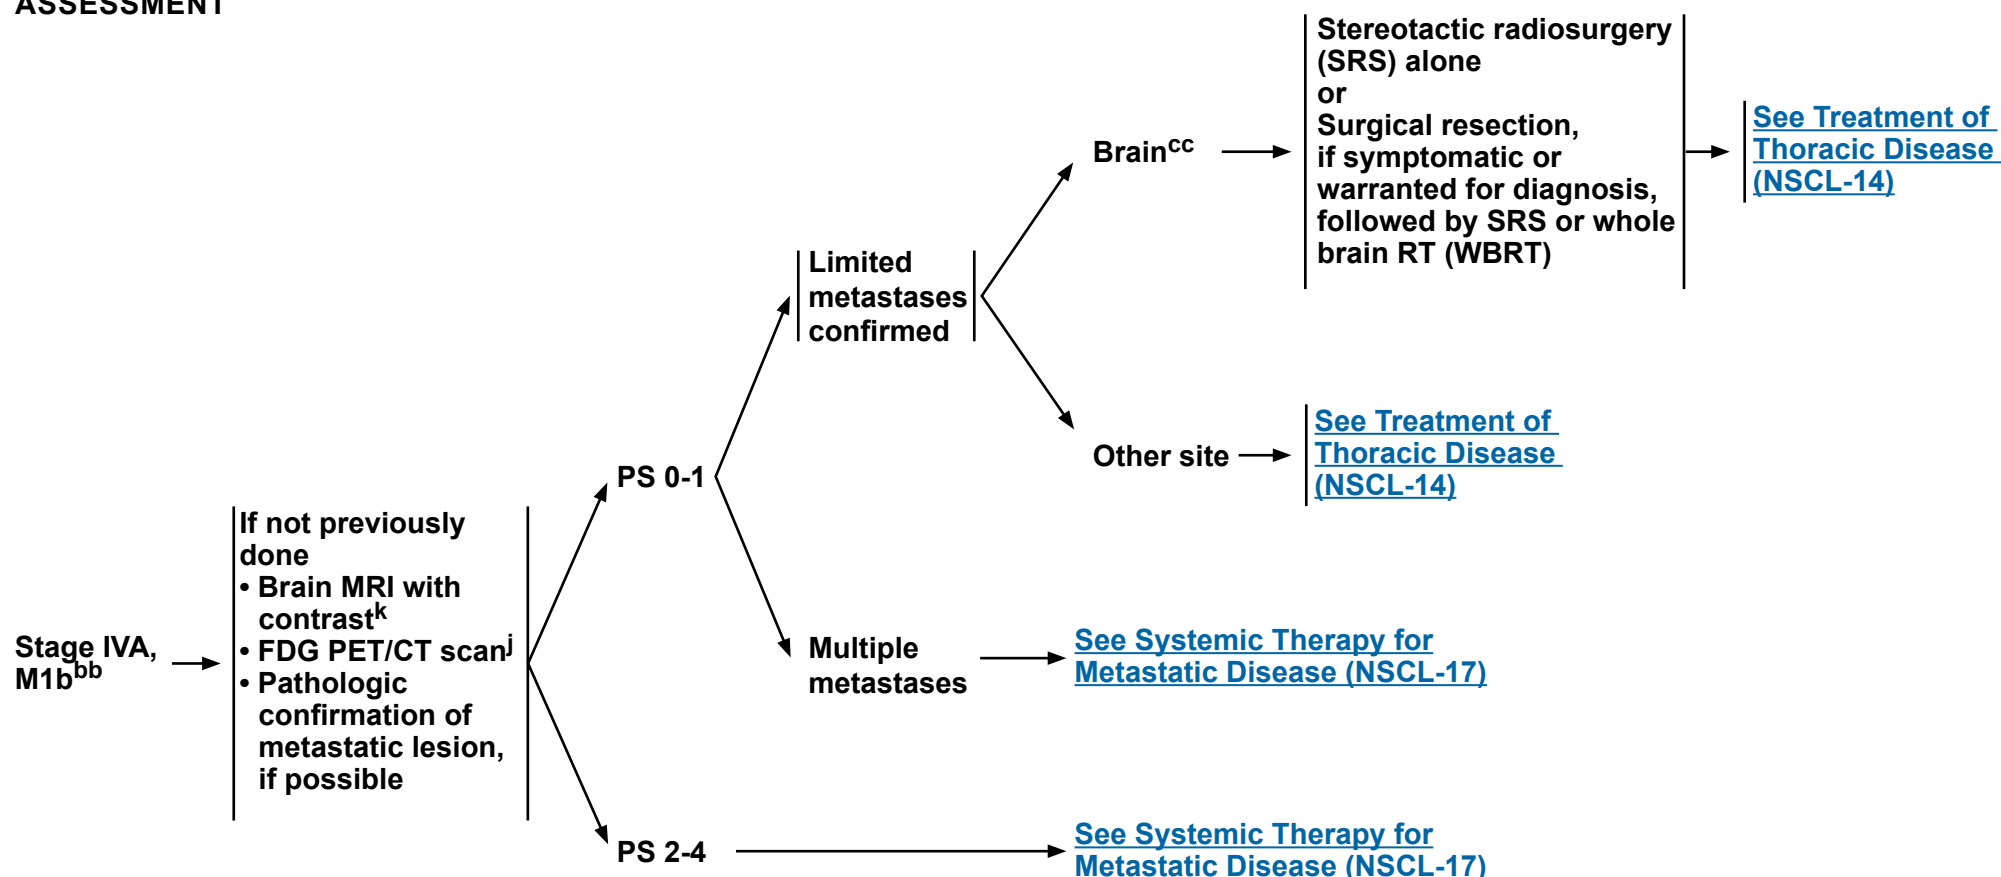 ASSESSMENT
Stage IVA,
M1bbb
If not previously
done
• Brain MRI with
contrastk
• FDG PET/CT scanj
• Pathologic
confirmation of
metastatic lesion,
if possible
PS 0-1
PS 2-4
Limited
metastases
confirmed
Multiple
metastases
Braincc
Other site
Stereotactic radiosurgery
(SRS) alone
or
Surgical resection,
if symptomatic or
warranted for diagnosis,
followed by SRS or whole
brain RT (WBRT)
See Treatment of
Thoracic Disease
(NSCL-14)
See Treatment of
Thoracic Disease
(NSCL-14)
See Systemic Therapy for
Metastatic Disease (NSCL-17)
See Systemic Therapy for
Metastatic Disease (NSCL-17)